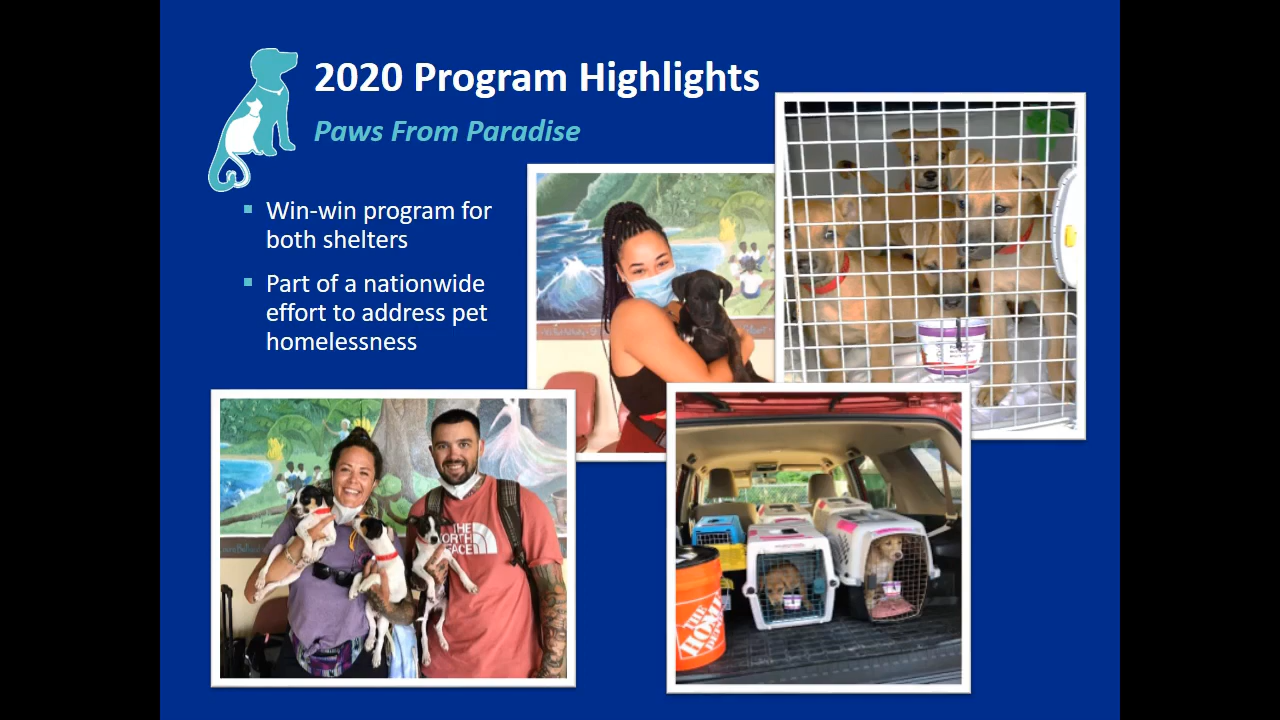 2020 Program Highlights
Paws From Paradise
Win-win program for
both shelters
Part of a nationwide
effort to address pet
homelessness
THE
NORTH
FACE
THE
HOME